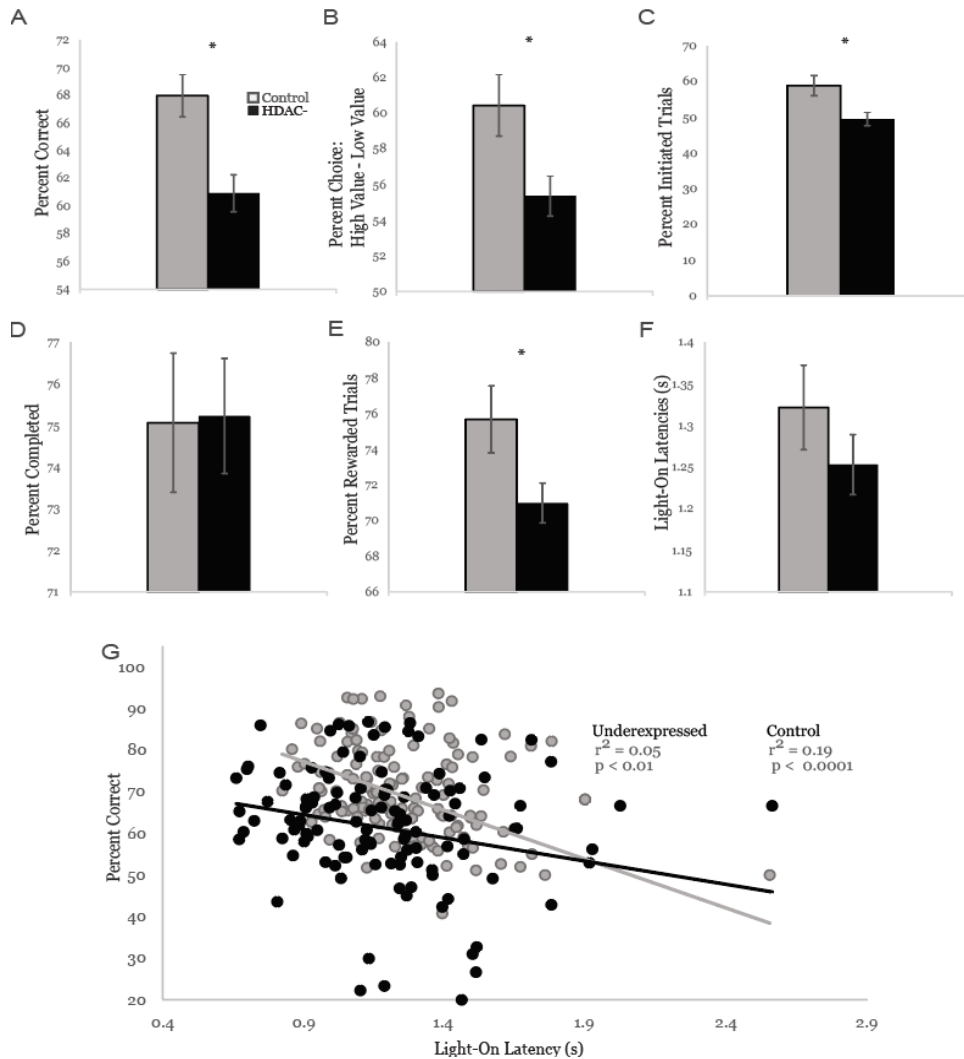 A
72
70
68
66
64
62
60
58
56
54
Percent Correct
*
Control
HDAC-
B
64
62
60
58
56
54
52
50
Percent Choice:
High Value - Low Value
*
C
70
60
50
40
30
20
10
0
Percent Initiated Trials
*
D
77
76
75
74
73
72
71
Percent Completed
E
80
78
76
74
72
70
68
66
Percent Rewarded Trials
*
F
1.4
1.35
1.3
1.25
1.2
1.15
1.1
Light-On Latencies (s)
G
100
90
80
70
60
50
40
30
20
Percent Correct
Underexpressed
r² = 0.05
p < 0.01
Control
r² = 0.19
p < 0.0001
0.4 0.9 1.4 1.9 2.4 2.9
Light-On Latency (s)